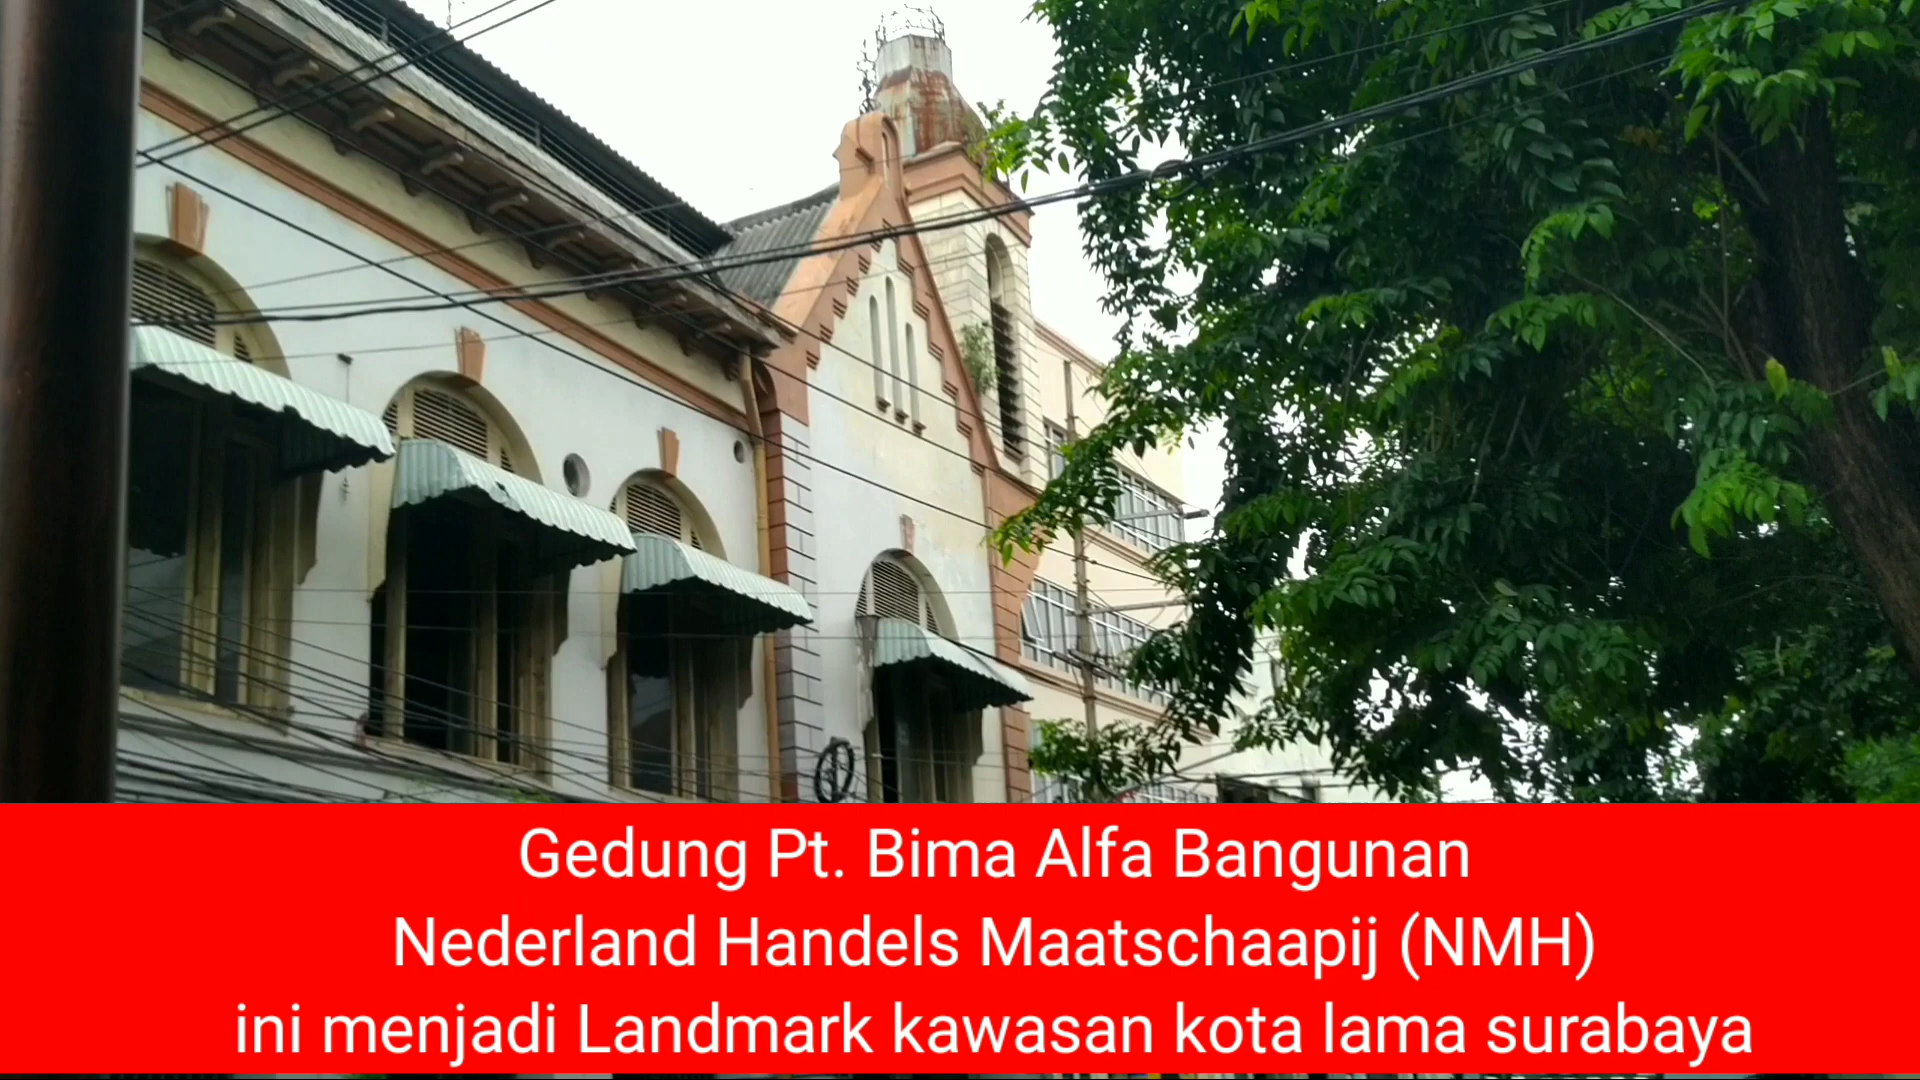 Gedung Pt. Bima Alfa Bangunan
Nederland Handels Maatschaapij (NMH)
ini menjadi Landmark kawasan kota lama surabaya